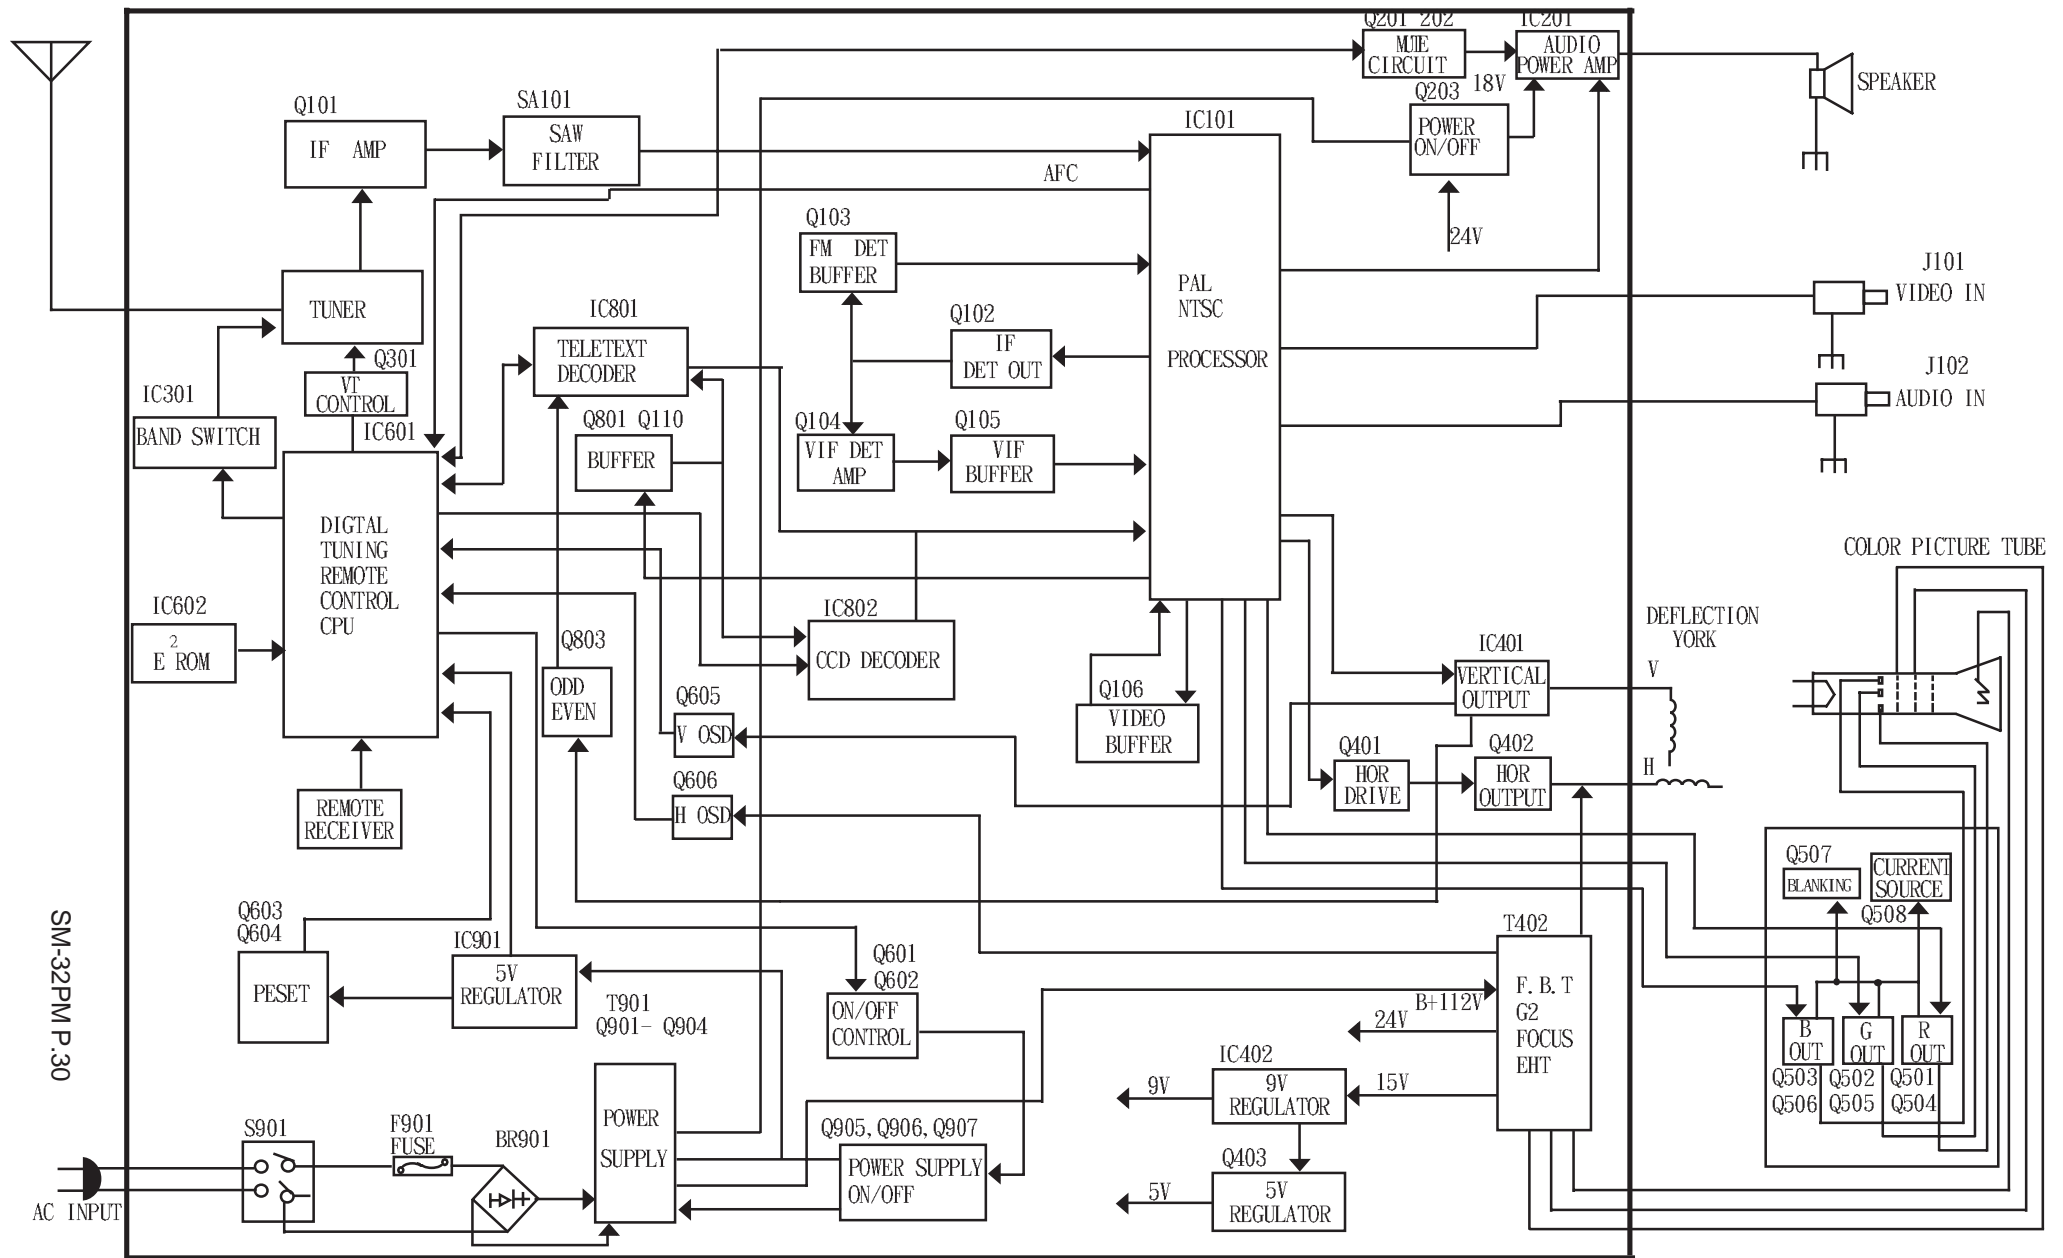 Q201 202
IC201
MUTE
CIRCUIT
AUDIO
POWER AMP
18V
SPEAKER
Q203
POWER
ON/OFF
24V
Q101
IF AMP
SA101
SAW
FILTER
IC101
AFC
PAL
NTSC
PROCESSOR
Q103
FM DET
BUFFER
J101
VIDEO IN
TUNER
IC801
TELETEXT
DECODER
Q102
IF
DET OUT
Q301
VT
CONTROL
J102
AUDIO IN
IC301
BAND SWITCH
IC601
Q801 Q110
BUFFER
Q104
VIF DET
AMP
Q105
VIF
BUFFER
DIGTAL
TUNING
REMOTE
CONTROL
CPU
COLOR PICTURE TUBE
IC602
2
E ROM
IC802
CCD DECODER
DEFLECTION
YORK
V
H
Q803
ODD
EVEN
IC401
VERTICAL
OUTPUT
Q605
V OSD
Q106
VIDEO
BUFFER
Q401
HOR
DRIVE
Q402
HOR
OUTPUT
Q606
H OSD
REMOTE
RECEIVER
Q507
BLANKING
CURRENT
SOURCE
Q508
Q603
Q604
PESET
IC901
5V
REGULATOR
T901
Q901- Q904
Q601
Q602
ON/OFF
CONTROL
T402
F.B.T
G2
FOCUS
EHT
B+112V
24V
15V
B
OUT
G
OUT
R
OUT
Q503
Q506
Q502
Q505
Q501
Q504
IC402
9V
REGULATOR
9V
Q403
5V
REGULATOR
5V
POWER
SUPPLY
Q905, Q906, Q907
POWER SUPPLY
ON/OFF
S901
F901
FUSE
BR901
AC INPUT
SM-32PM P.30